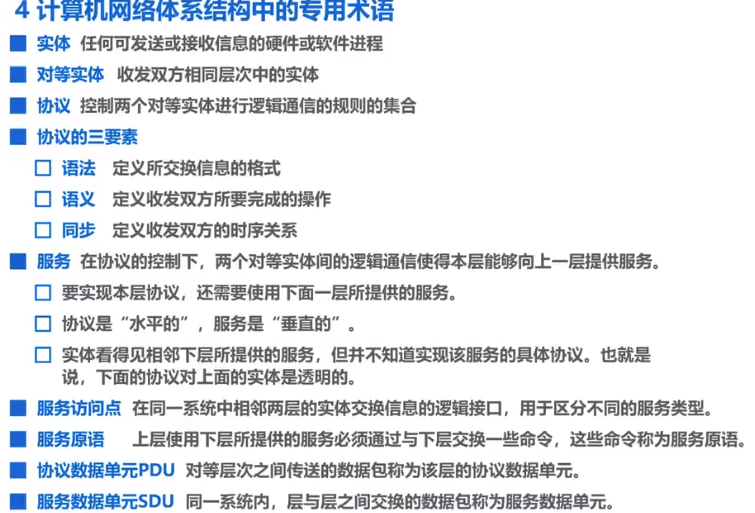 4 计算机网络体系结构中的专用术语
实体 任何可发送或接收信息的硬件或软件进程
对等实体 收发双方相同层次中的实体
协议 控制两个对等实体进行逻辑通信的规则的集合
协议的三要素
语法 定义所交换信息的格式
语义 定义收发双方所要完成的操作
同步 定义收发双方的时序关系
服务 在协议的控制下，两个对等实体间的逻辑通信使得本层能够向上一层提供服务。
要实现本层协议，还需要使用下面一层所提供的服务。
协议是“水平的”，服务是“垂直的”。
实体看得见相邻下层所提供的服务，但并不知道实现该服务的具体协议。也就是
说，下面的协议对上面的实体是透明的。
服务访问点 在同一系统中相邻两层的实体交换信息的逻辑接口，用于区分不同的服务类型。
服务原语 上层使用下层所提供的服务必须通过与下层交换一些命令，这些命令称为服务原语。
协议数据单元PDU 对等层次之间传送的数据包称为该层的协议数据单元。
服务数据单元SDU 同一系统内，层与层之间交换的数据包称为服务数据单元。